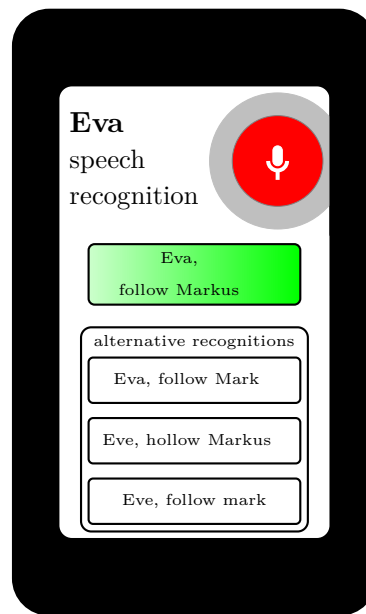 Eva
speech
recognition
Eva,
follow Markus
alternative recognitions
Eva, follow Mark
Eve, hollow Markus
Eve, follow mark